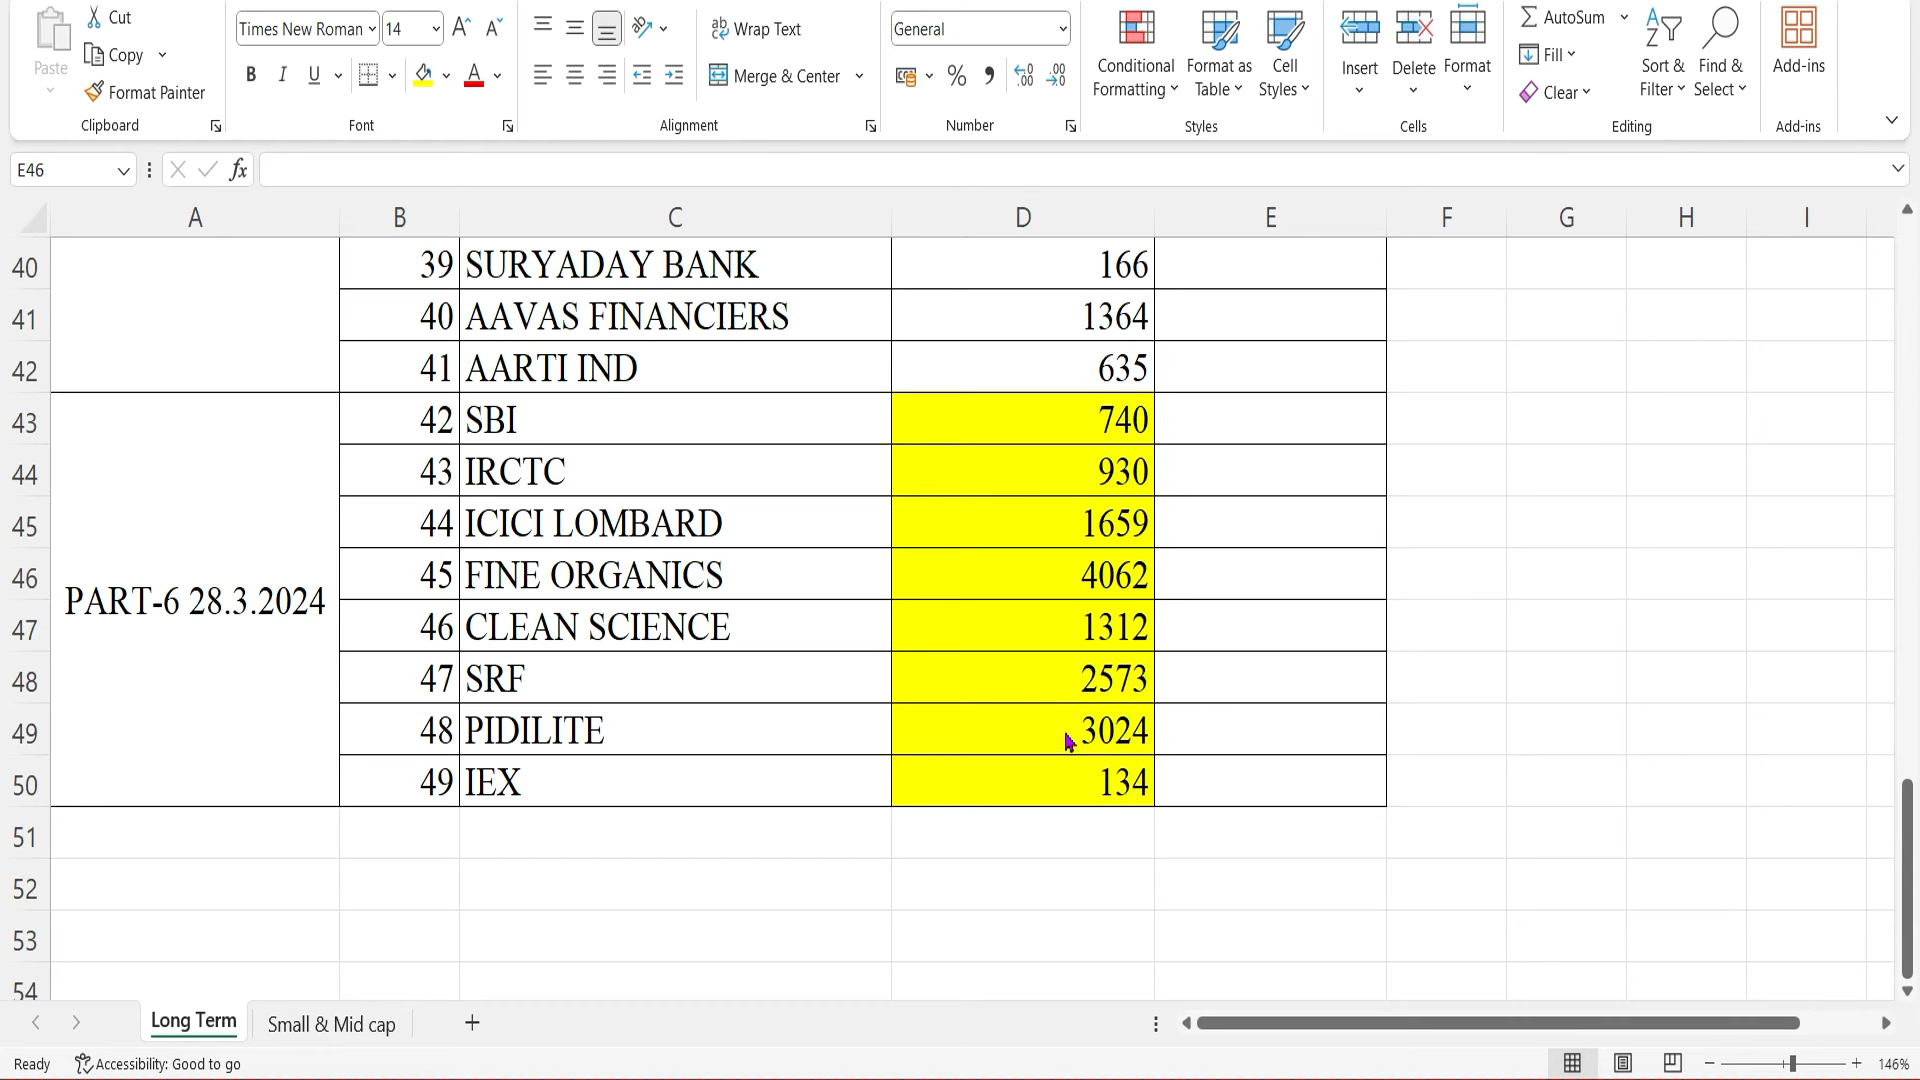 Cut
Copy
Paste
Format Painter
Clipboard
Times New Roman
14
A A
B I U A
Font
ab Wrap Text
Merge & Center
Alignment
General
% , .00 .00
Number
Conditional Formatting
Format as Table
Cell Styles
Styles
Insert
Delete
Format
Cells
AutoSum
Fill
Clear
Sort & Filter
Find & Select
Editing
Add-ins
Add-ins
E46
fx
A B C D E F G H I
40 39 SURYADAY BANK 166
41 40 AAVAS FINANCIERS 1364
42 41 AARTI IND 635
43 42 SBI 740
44 43 IRCTC 930
45 44 ICICI LOMBARD 1659
46 45 FINE ORGANICS 4062
PART-6 28.3.2024
47 46 CLEAN SCIENCE 1312
48 47 SRF 2573
49 48 PIDILITE 3024
50 49 IEX 134
51
52
53
54
Long Term
Small & Mid cap
Ready
Accessibility: Good to go
146%